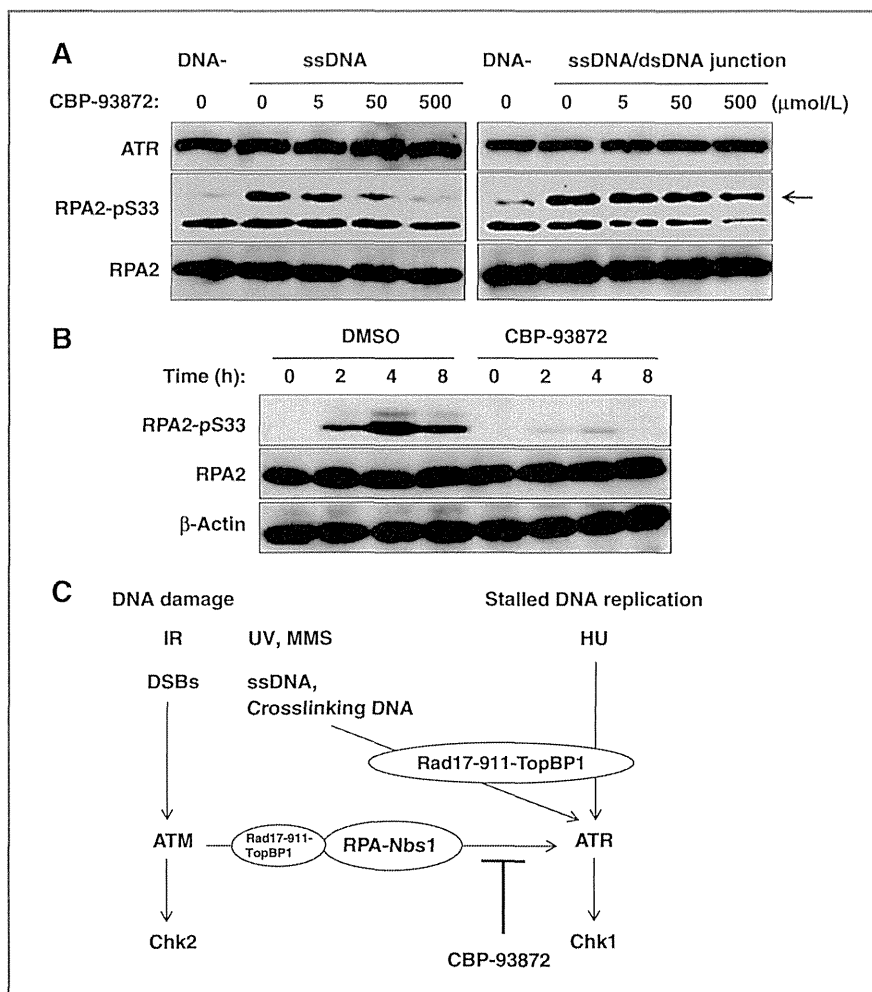 A
DNA- ssDNA DNA- ssDNA/dsDNA junction
CBP-93872: 0 0 5 50 500 0 0 5 50 500 (μmol/L)
ATR
RPA2-pS33
RPA2
B
DMSO CBP-93872
Time (h): 0 2 4 8 0 2 4 8
RPA2-pS33
RPA2
β-Actin
C
DNA damage Stalled DNA replication
IR UV, MMS HU
DSBs ssDNA,
Crosslinking DNA
Rad17-911-TopBP1
ATM Rad17-911-
TopBP1 RPA-Nbs1 ATR
Chk2 Chk1
CBP-93872